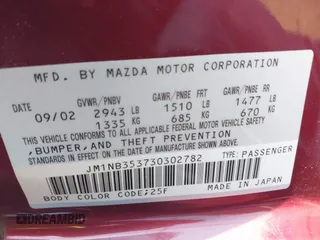 MFD. BY MAZDA MOTOR CORPORATION
GVWR/PNBV GAWR/PNBE FRT GAWR/PNBE RR
09/02 2943 LB 1510 LB 1477 LB
1335 KG 685 KG 670 KG
THIS VEHICLE CONFORMS TO ALL APPLICABLE
FEDERAL MOTOR VEHICLE SAFETY
,BUMPER,AND THEFT PREVENTION
STANDARDS IN EFFECT ON THE DATE OF
MANUFACTURE SHOWN ABOVE.
JM1NB353730302782 TYPE:PASSENGER
BODY COLOR CODE:25F MADE IN JAPAN
DREAMBID